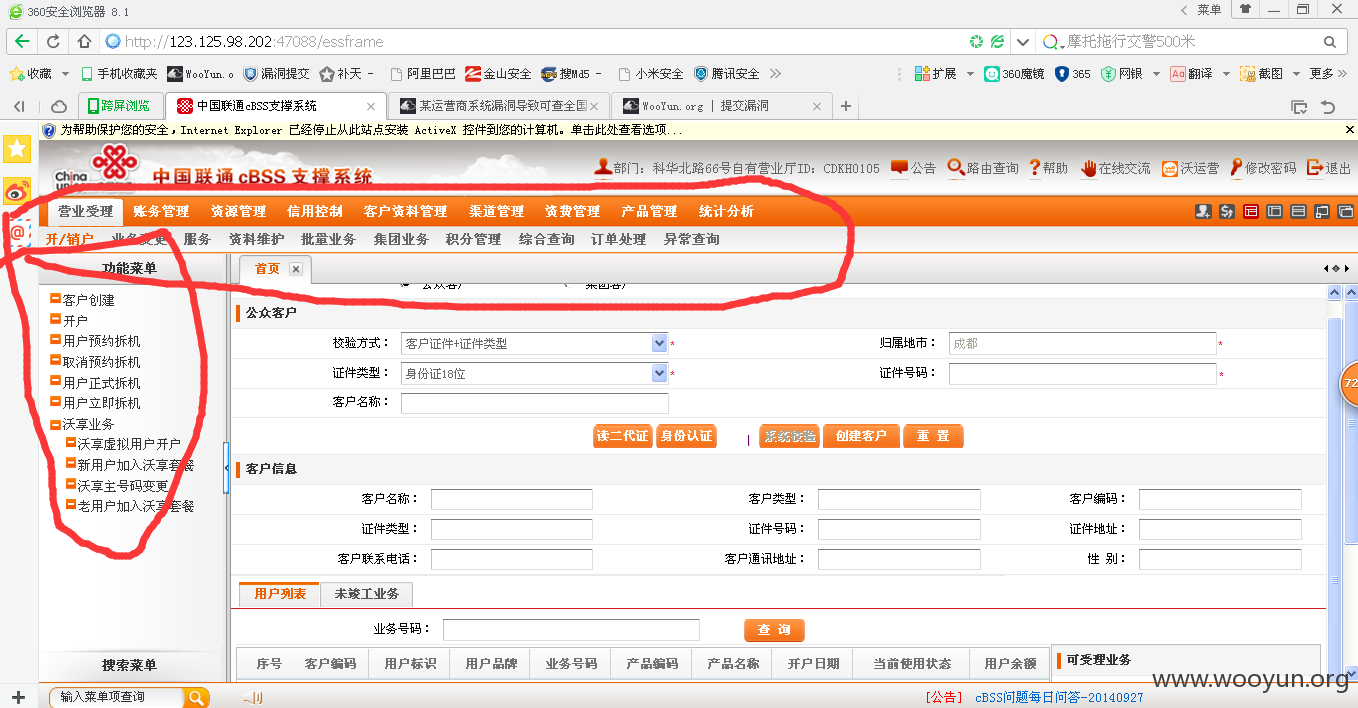 360安全浏览器 8.1 菜单
http://123.125.98.202:47088/essframe 摩托拖行交警500米
收藏 手机收藏夹 WooYun.o 漏洞提交 补天 - 阿里巴巴 金山安全 搜Md5 - 小米安全 腾讯安全 扩展 360魔镜 365 网银 翻译 截图 更多
跨屏浏览 中国联通cBSS支撑系统 某运营商系统漏洞导致可查全国 WooYun.org | 提交漏洞
为帮助保护您的安全，Internet Explorer 已经停止从此站点安装 ActiveX 控件到您的计算机。单击此处查看选项...
China 中国联通 cBSS 支撑系统 部门: 科华北路66号自有营业厅ID: CDKH0105 公告 路由查询 帮助 在线交流 沃运营 修改密码 退出
营业受理 账务管理 资源管理 信用控制 客户资料管理 渠道管理 资费管理 产品管理 统计分析
开/销户 业务变更 服务 资料维护 批量业务 集团业务 积分管理 综合查询 订单处理 异常查询
功能菜单 首页
公众客户 集团客户
客户创建
开户
用户预约拆机
取消预约拆机
用户正式拆机
用户立即拆机
沃享业务
沃享虚拟用户开户
新用户加入沃享套餐
沃享主号码变更
老用户加入沃享套餐
搜索菜单
输入菜单项查询
公众客户
校验方式： 客户证件+证件类型 * 归属地市： 成都 *
证件类型： 身份证18位 * 证件号码： *
客户名称：
读二代证 身份认证 | 系统校验 创建客户 重 置
客户信息
客户名称： 客户类型： 客户编码：
证件类型： 证件号码： 证件地址：
客户联系电话： 客户通讯地址： 性 别：
用户列表 未竣工业务
业务号码： 查 询
序号 客户编码 用户标识 用户品牌 业务号码 产品编码 产品名称 开户日期 当前使用状态 用户余额 可受理业务
[公告] cBSS问题每日问答-20140927
www.wooyun.org
72